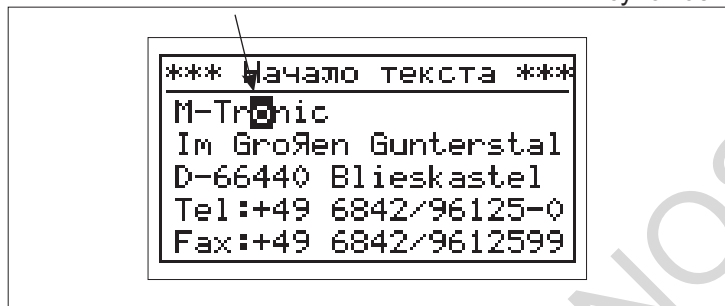 *** Начало текста ***
M-Tronic
Im GroЯen Gunterstal
D-66440 Blieskastel
Tel:+49 6842/96125-0
Fax:+49 6842/9612599